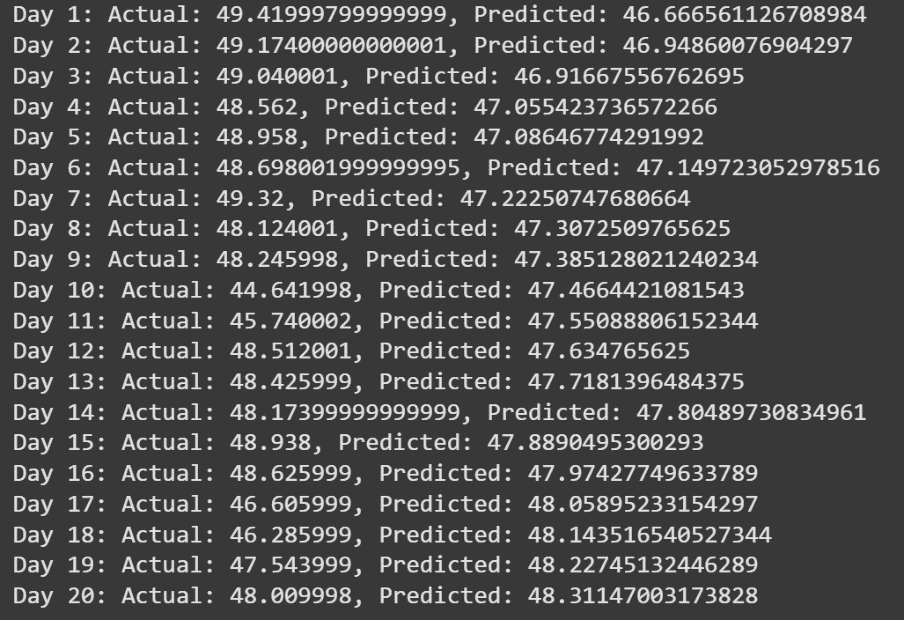 Day 1: Actual: 49.41999799999999, Predicted: 46.666561126708984
Day 2: Actual: 49.17400000000001, Predicted: 46.94860076904297
Day 3: Actual: 49.040001, Predicted: 46.91667556762695
Day 4: Actual: 48.562, Predicted: 47.055423736572266
Day 5: Actual: 48.958, Predicted: 47.08646774291992
Day 6: Actual: 48.698001999999995, Predicted: 47.149723052978516
Day 7: Actual: 49.32, Predicted: 47.22250747680664
Day 8: Actual: 48.124001, Predicted: 47.3072509765625
Day 9: Actual: 48.245998, Predicted: 47.385128021240234
Day 10: Actual: 44.641998, Predicted: 47.4664421081543
Day 11: Actual: 45.740002, Predicted: 47.55088806152344
Day 12: Actual: 48.512001, Predicted: 47.634765625
Day 13: Actual: 48.425999, Predicted: 47.7181396484375
Day 14: Actual: 48.17399999999999, Predicted: 47.80489730834961
Day 15: Actual: 48.938, Predicted: 47.8890495300293
Day 16: Actual: 48.625999, Predicted: 47.97427749633789
Day 17: Actual: 46.605999, Predicted: 48.05895233154297
Day 18: Actual: 46.285999, Predicted: 48.143516540527344
Day 19: Actual: 47.543999, Predicted: 48.22745132446289
Day 20: Actual: 48.009998, Predicted: 48.31147003173828